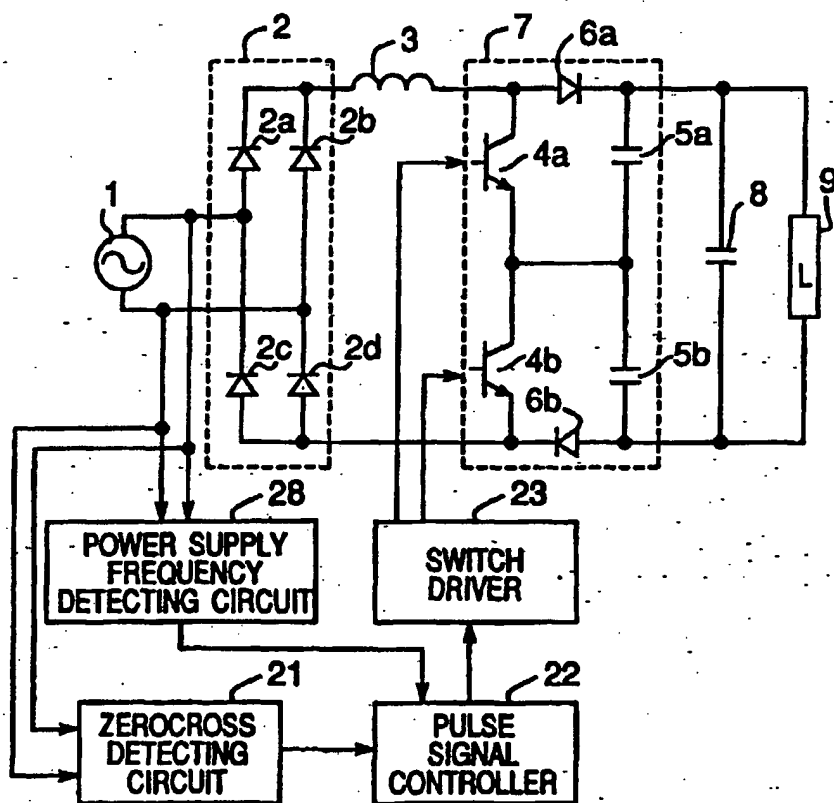 2
3
7
6a
2a
2b
4a
5a
1
8
9
L
2c
2d
4b
5b
6b
28
POWER SUPPLY
FREQUENCY
DETECTING CIRCUIT
23
SWITCH
DRIVER
21
ZEROCROSS
DETECTING
CIRCUIT
22
PULSE
SIGNAL
CONTROLLER